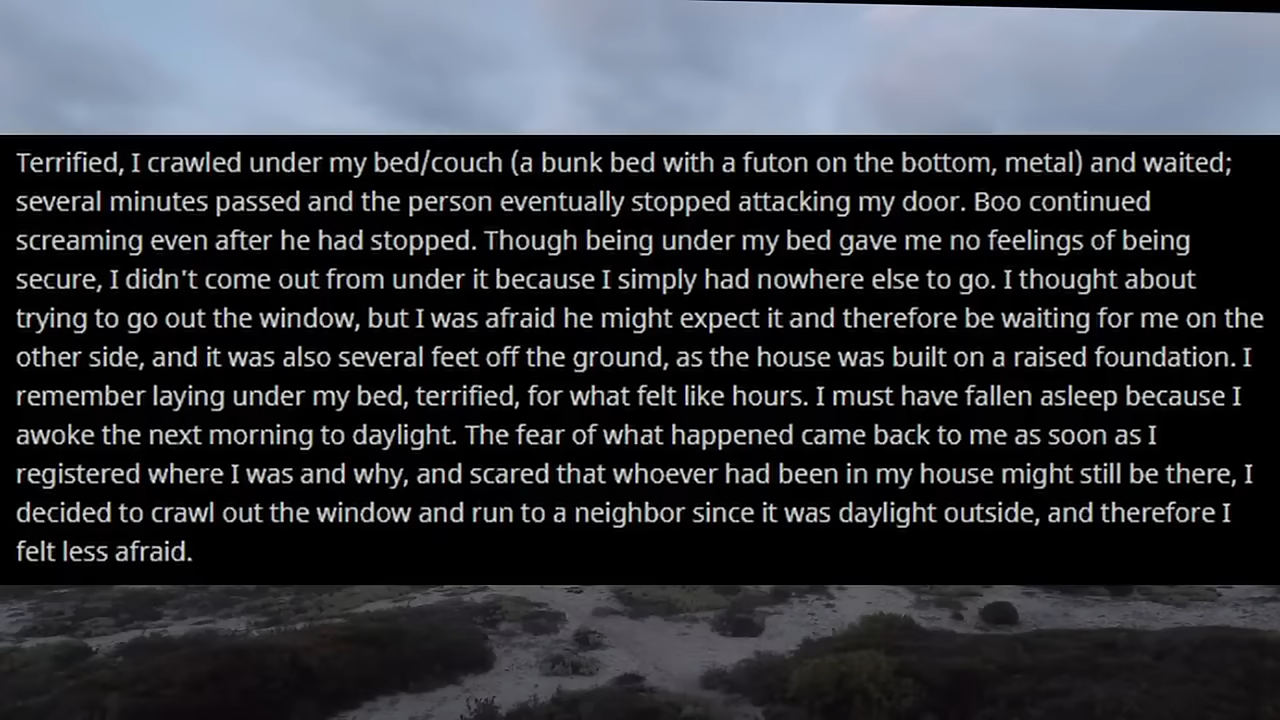 Terrified, I crawled under my bed/couch (a bunk bed with a futon on the bottom, metal) and waited;
several minutes passed and the person eventually stopped attacking my door. Boo continued
screaming even after he had stopped. Though being under my bed gave me no feelings of being
secure, I didn't come out from under it because I simply had nowhere else to go. I thought about
trying to go out the window, but I was afraid he might expect it and therefore be waiting for me on the
other side, and it was also several feet off the ground, as the house was built on a raised foundation. I
remember laying under my bed, terrified, for what felt like hours. I must have fallen asleep because I
awoke the next morning to daylight. The fear of what happened came back to me as soon as I
registered where I was and why, and scared that whoever had been in my house might still be there, I
decided to crawl out the window and run to a neighbor since it was daylight outside, and therefore I
felt less afraid.